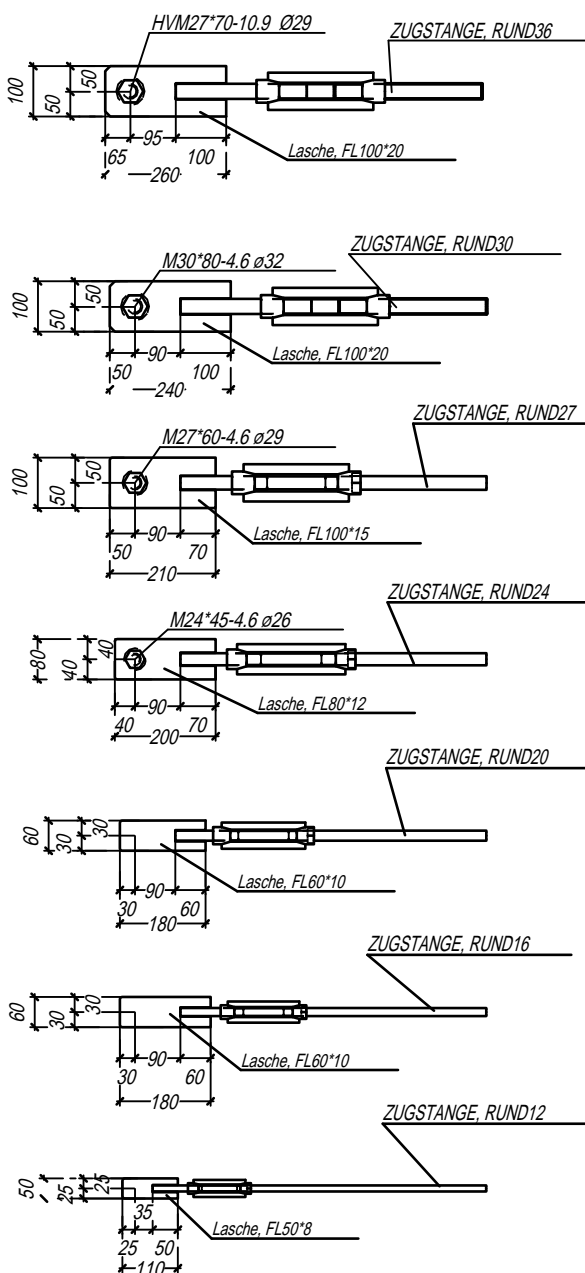 HVM27*70-10.9 Ø29
ZUGSTANGE, RUND36
100
50
50
65
95
100
260
Lasche, FL100*20
M30*80-4.6 ø32
ZUGSTANGE, RUND30
100
50
50
50
90
100
240
Lasche, FL100*20
M27*60-4.6 ø29
ZUGSTANGE, RUND27
100
50
50
50
90
70
210
Lasche, FL100*15
M24*45-4.6 ø26
ZUGSTANGE, RUND24
80
40
40
40
90
70
200
Lasche, FL80*12
ZUGSTANGE, RUND20
60
30
30
30
90
60
180
Lasche, FL60*10
ZUGSTANGE, RUND16
60
30
30
30
90
60
180
Lasche, FL60*10
ZUGSTANGE, RUND12
50
25
25
25
35
50
110
Lasche, FL50*8